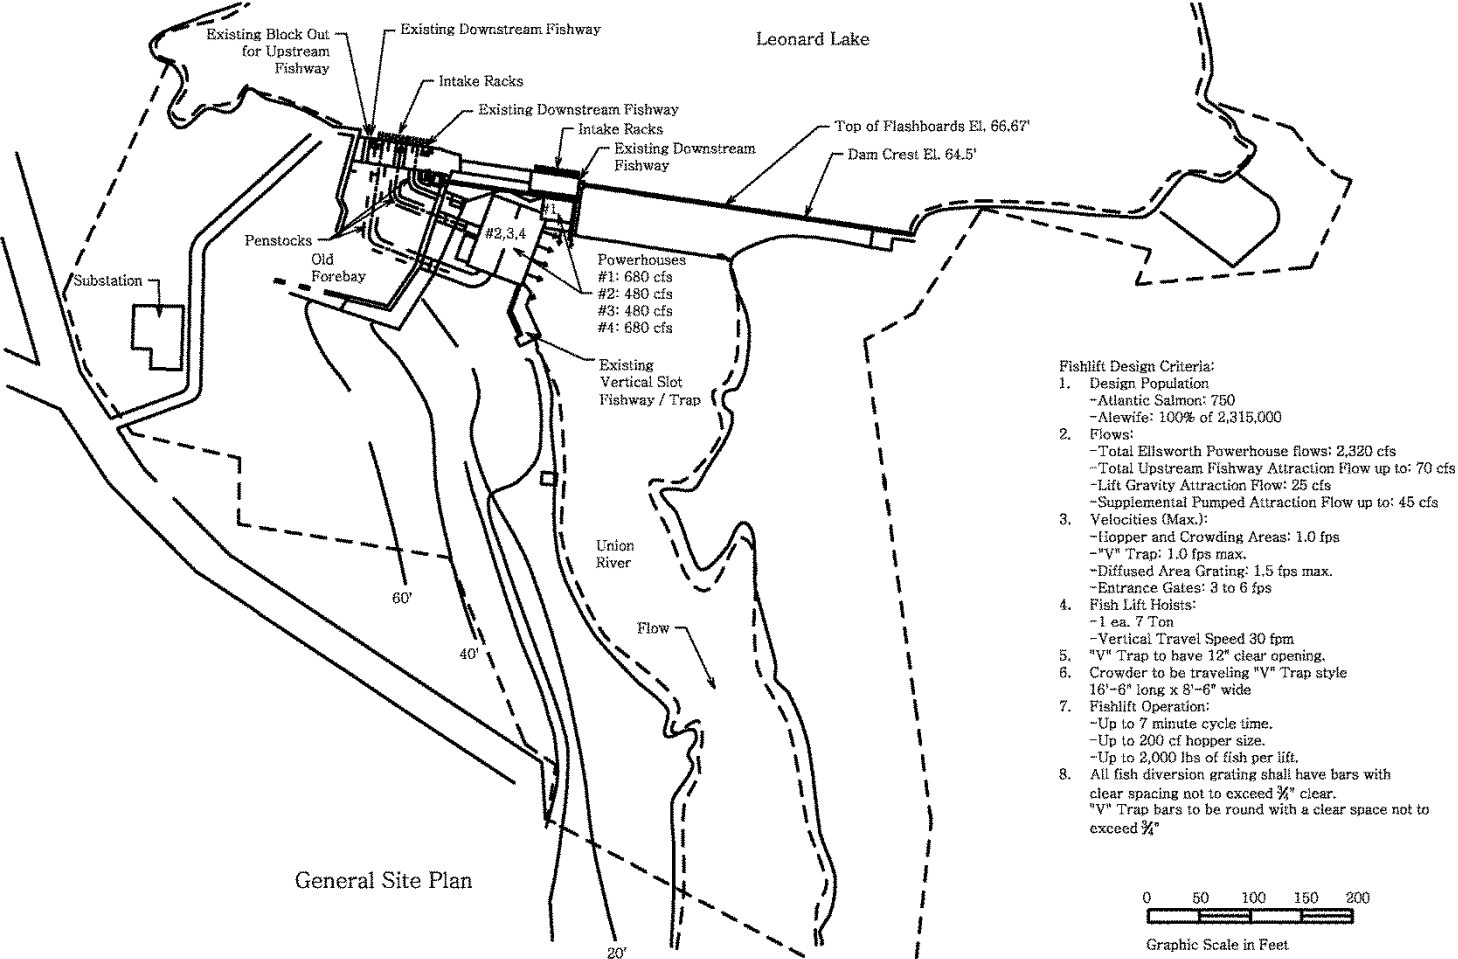 Leonard Lake
Existing Block Out
for Upstream
Fishway
Existing Downstream Fishway
Intake Racks
Existing Downstream Fishway
Intake Racks
Existing Downstream
Fishway
Top of Flashboards El. 66.67'
Dam Crest El. 64.5'
#1
#2,3,4
Penstocks
Old
Forebay
Substation
Powerhouses
#1: 680 cfs
#2: 480 cfs
#3: 480 cfs
#4: 680 cfs
Existing
Vertical Slot
Fishway / Trap
Union
River
Flow
60'
40'
20'
General Site Plan
Fishlift Design Criteria:
1. Design Population
-Atlantic Salmon: 750
-Alewife: 100% of 2,315,000
2. Flows:
-Total Ellsworth Powerhouse flows: 2,320 cfs
-Total Upstream Fishway Attraction Flow up to: 70 cfs
-Lift Gravity Attraction Flow: 25 cfs
-Supplemental Pumped Attraction Flow up to: 45 cfs
3. Velocities (Max.):
-Hopper and Crowding Areas: 1.0 fps
-"V" Trap: 1.0 fps max.
-Diffused Area Grating: 1.5 fps max.
-Entrance Gates: 3 to 6 fps
4. Fish Lift Hoists:
-1 ea. 7 Ton
-Vertical Travel Speed 30 fpm
5. "V" Trap to have 12" clear opening.
6. Crowder to be traveling "V" Trap style
16'-6" long x 8'-6" wide
7. Fishlift Operation:
-Up to 7 minute cycle time.
-Up to 200 cf hopper size.
-Up to 2,000 lbs of fish per lift.
8. All fish diversion grating shall have bars with
clear spacing not to exceed ¾" clear.
"V" Trap bars to be round with a clear space not to
exceed ¾"
0 50 100 150 200
Graphic Scale in Feet